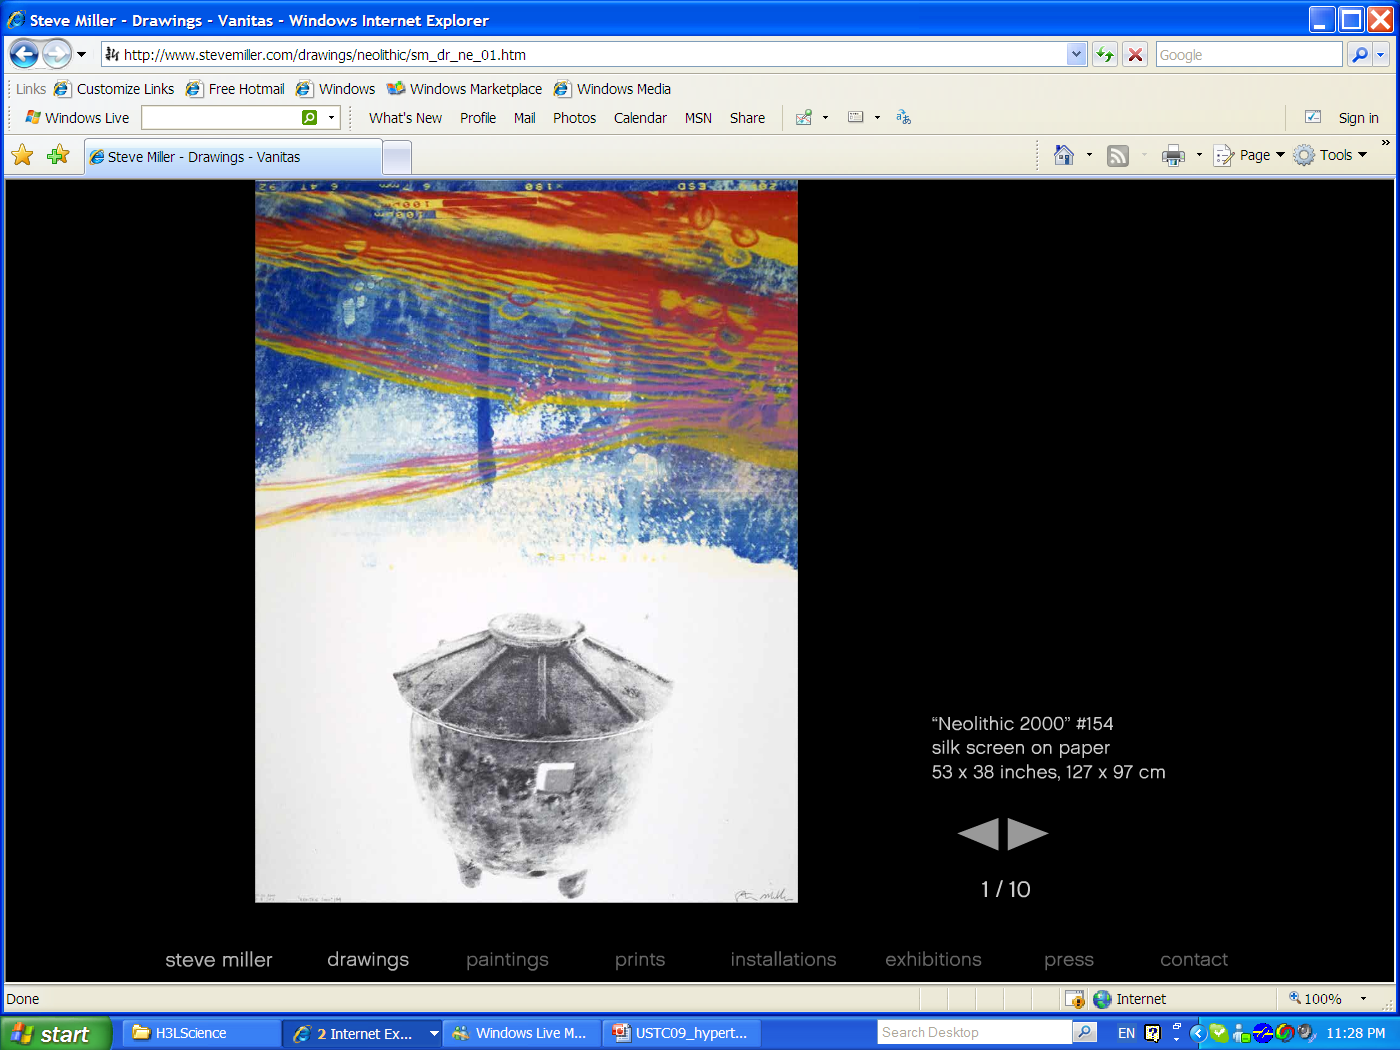 Steve Miller - Drawings - Vanitas - Windows Internet Explorer
http://www.stevemiller.com/drawings/neolithic/sm_dr_ne_01.htm
Google
Links Customize Links Free Hotmail Windows Windows Marketplace Windows Media
Windows Live What's New Profile Mail Photos Calendar MSN Share Sign in
Steve Miller - Drawings - Vanitas Page Tools »
"Neolithic 2000" #154
silk screen on paper
53 x 38 inches, 127 x 97 cm
1 / 10
steve miller drawings paintings prints installations exhibitions press contact
Done Internet 100%
start H3LScience 2 Internet Ex... Windows Live M... USTC09_hypert... Search Desktop EN 11:28 PM